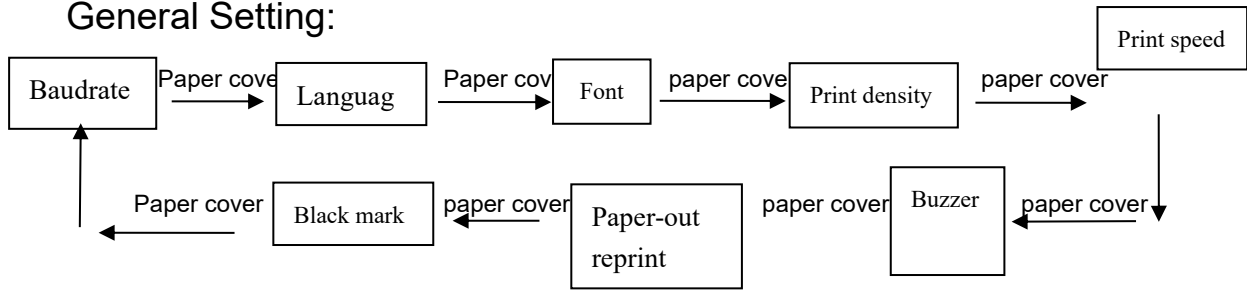 General Setting:
Print speed
Baudrate
Paper cove
Languag
Paper cov
Font
paper cove
Print density
paper cover
Paper cover
Black mark
paper cover
Paper-out
reprint
paper cover
Buzzer
paper cover